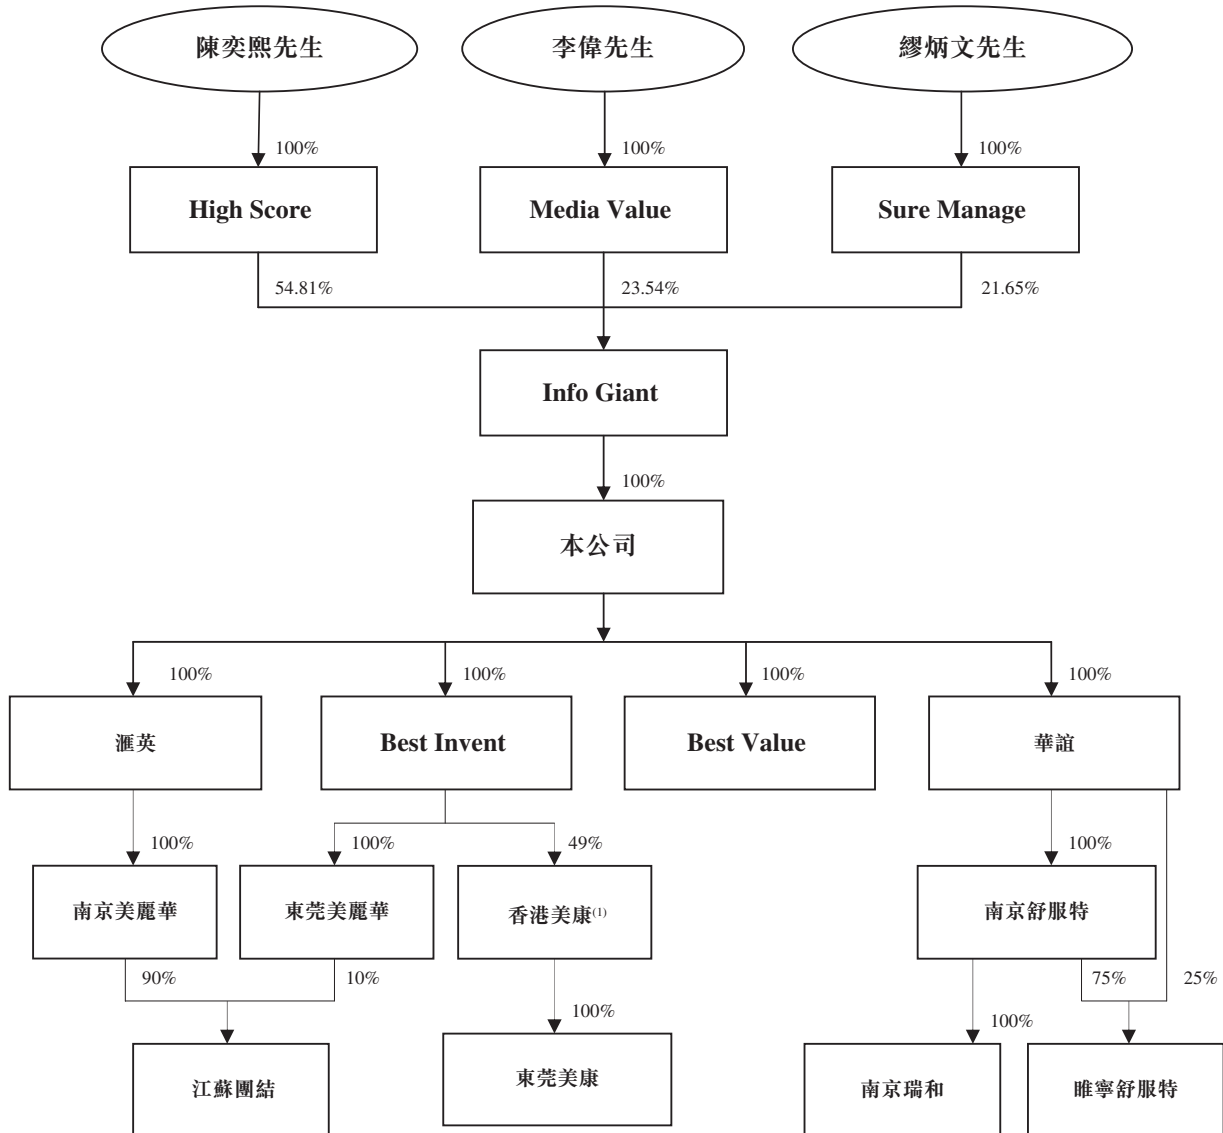 陳奕熙先生
李偉先生
繆炳文先生
100%
100%
100%
High Score
Media Value
Sure Manage
54.81%
23.54%
21.65%
Info Giant
100%
本公司
100%
100%
100%
100%
滙英
Best Invent
Best Value
華誼
100%
100%
49%
100%
南京美麗華
東莞美麗華
香港美康(1)
南京舒服特
90%
10%
75%
25%
100%
100%
江蘇團結
東莞美康
南京瑞和
睢寧舒服特